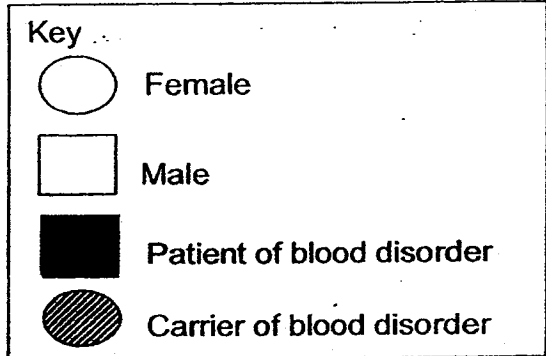 Key
Female
Male
Patient of blood disorder
Carrier of blood disorder